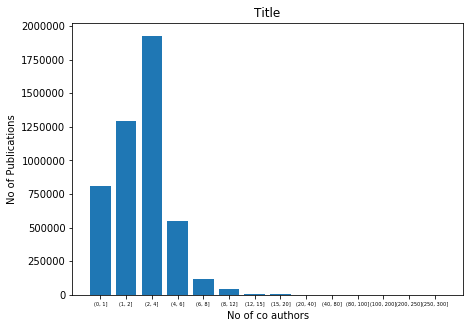 Title
No of Publications
2000000
1750000
1500000
1250000
1000000
750000
500000
250000
0
(0, 1] (1, 2] (2, 4] (4, 6] (6, 8] (8, 12] (12, 15] (15, 20] (20, 40] (40, 80] (80, 100] (100, 200] (200, 250] (250, 300]
No of co authors